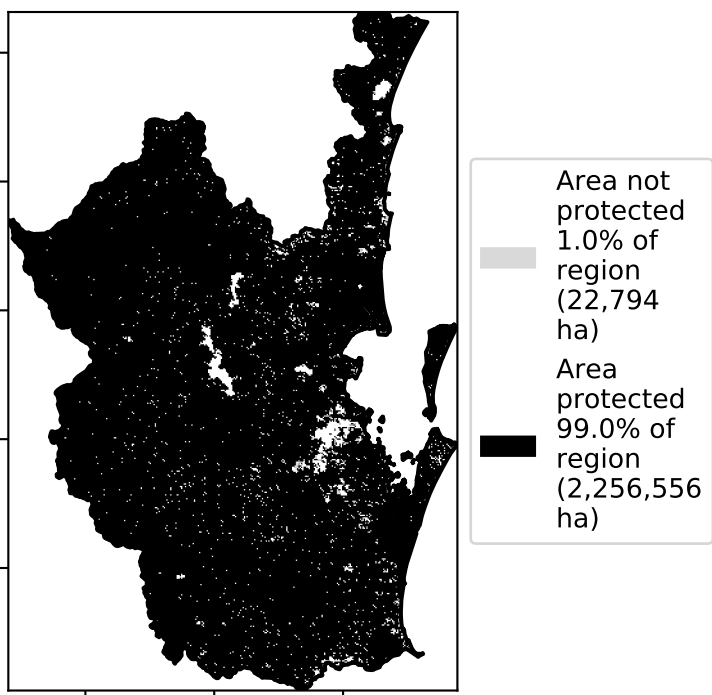 Area not
protected
1.0% of
region
(22,794
ha)
Area
protected
99.0% of
region
(2,256,556
ha)